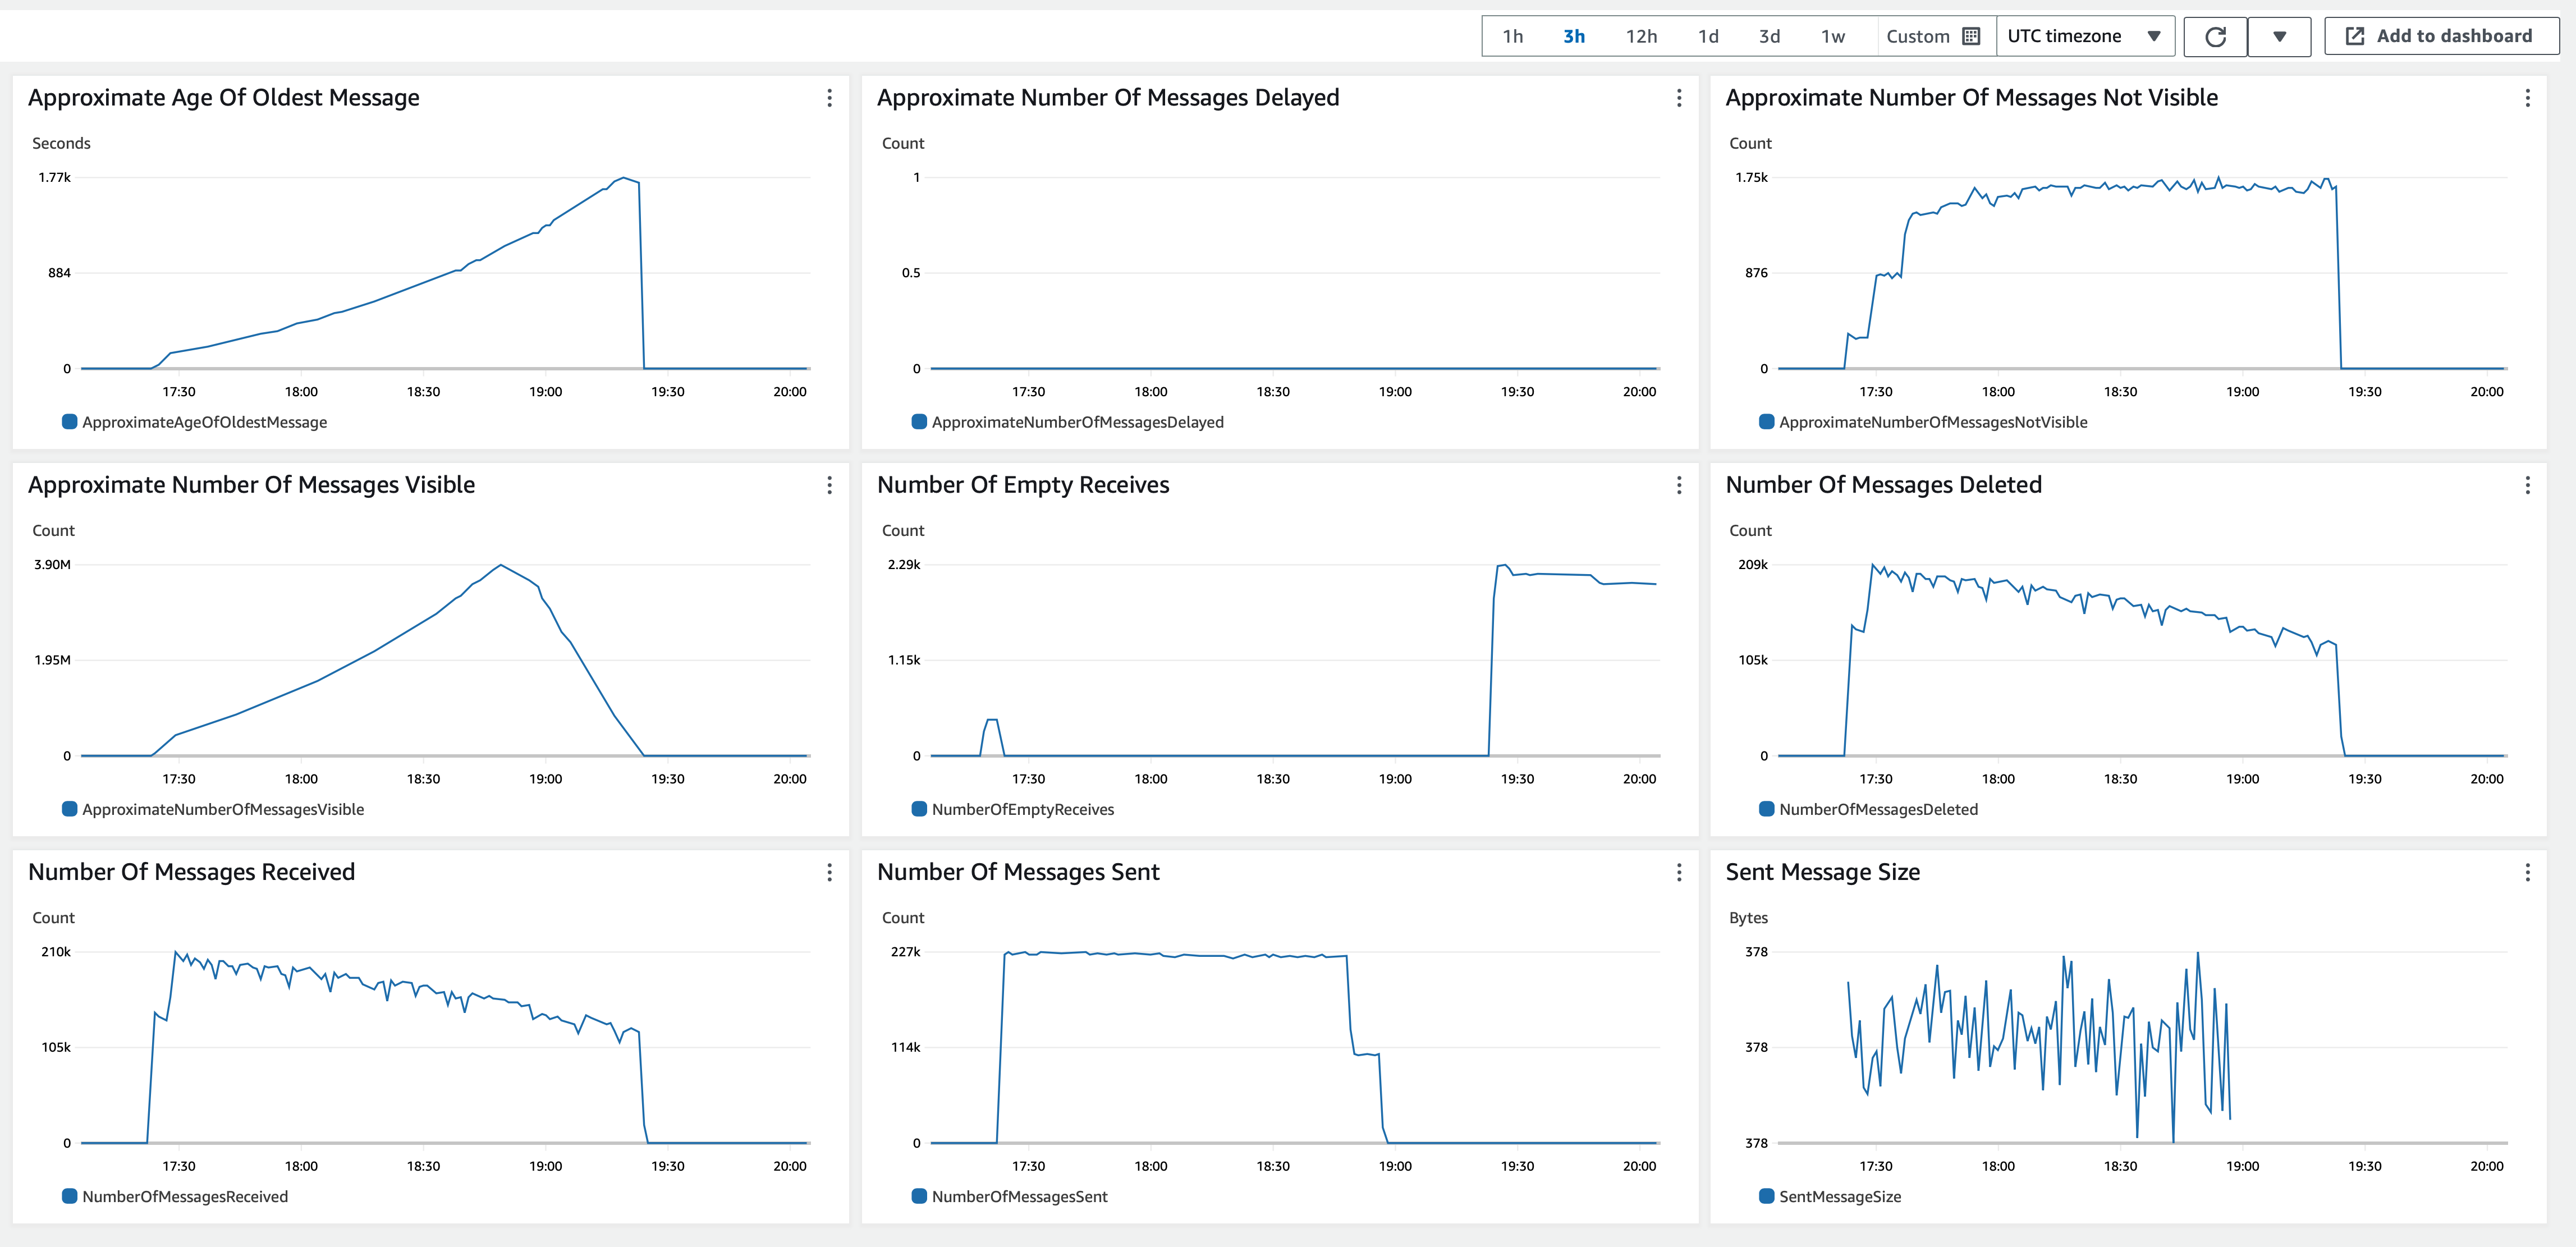 1h 3h 12h 1d 3d 1w Custom UTC timezone Add to dashboard
Approximate Age Of Oldest Message
Seconds
1.77k
884
0
17:30 18:00 18:30 19:00 19:30 20:00
ApproximateAgeOfOldestMessage
Approximate Number Of Messages Delayed
Count
1
0.5
0
17:30 18:00 18:30 19:00 19:30 20:00
ApproximateNumberOfMessagesDelayed
Approximate Number Of Messages Not Visible
Count
1.75k
876
0
17:30 18:00 18:30 19:00 19:30 20:00
ApproximateNumberOfMessagesNotVisible
Approximate Number Of Messages Visible
Count
3.90M
1.95M
0
17:30 18:00 18:30 19:00 19:30 20:00
ApproximateNumberOfMessagesVisible
Number Of Empty Receives
Count
2.29k
1.15k
0
17:30 18:00 18:30 19:00 19:30 20:00
NumberOfEmptyReceives
Number Of Messages Deleted
Count
209k
105k
0
17:30 18:00 18:30 19:00 19:30 20:00
NumberOfMessagesDeleted
Number Of Messages Received
Count
210k
105k
0
17:30 18:00 18:30 19:00 19:30 20:00
NumberOfMessagesReceived
Number Of Messages Sent
Count
227k
114k
0
17:30 18:00 18:30 19:00 19:30 20:00
NumberOfMessagesSent
Sent Message Size
Bytes
378
378
378
17:30 18:00 18:30 19:00 19:30 20:00
SentMessageSize